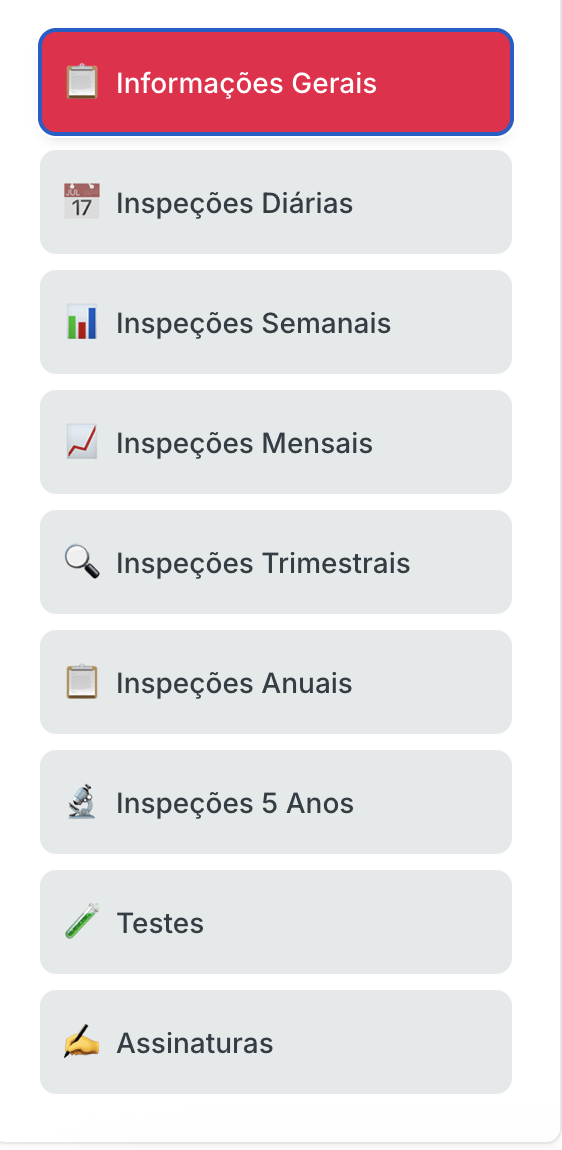 Informações Gerais
JUL
17
Inspeções Diárias
Inspeções Semanais
Inspeções Mensais
Inspeções Trimestrais
Inspeções Anuais
Inspeções 5 Anos
Testes
Assinaturas